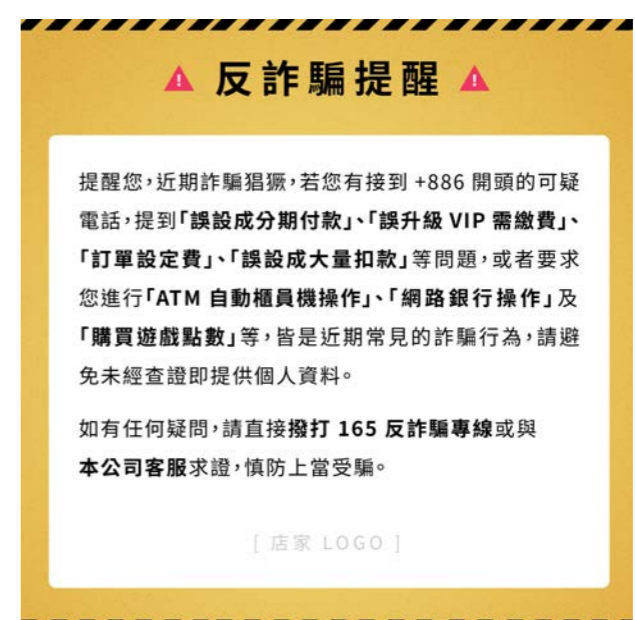 反詐騙提醒
提醒您,近期詐騙猖獗,若您有接到 +886 開頭的可疑
電話,提到「誤設成分期付款」、「誤升級 VIP 需繳費」、
「訂單設定費」、「誤設成大量扣款」等問題,或者要求
您進行「ATM 自動櫃員機操作」、「網路銀行操作」及
「購買遊戲點數」等,皆是近期常見的詐騙行為,請避
免未經查證即提供個人資料。
如有任何疑問,請直接撥打 165 反詐騙專線或與
本公司客服求證,慎防上當受騙。
[ 店家 LOGO ]